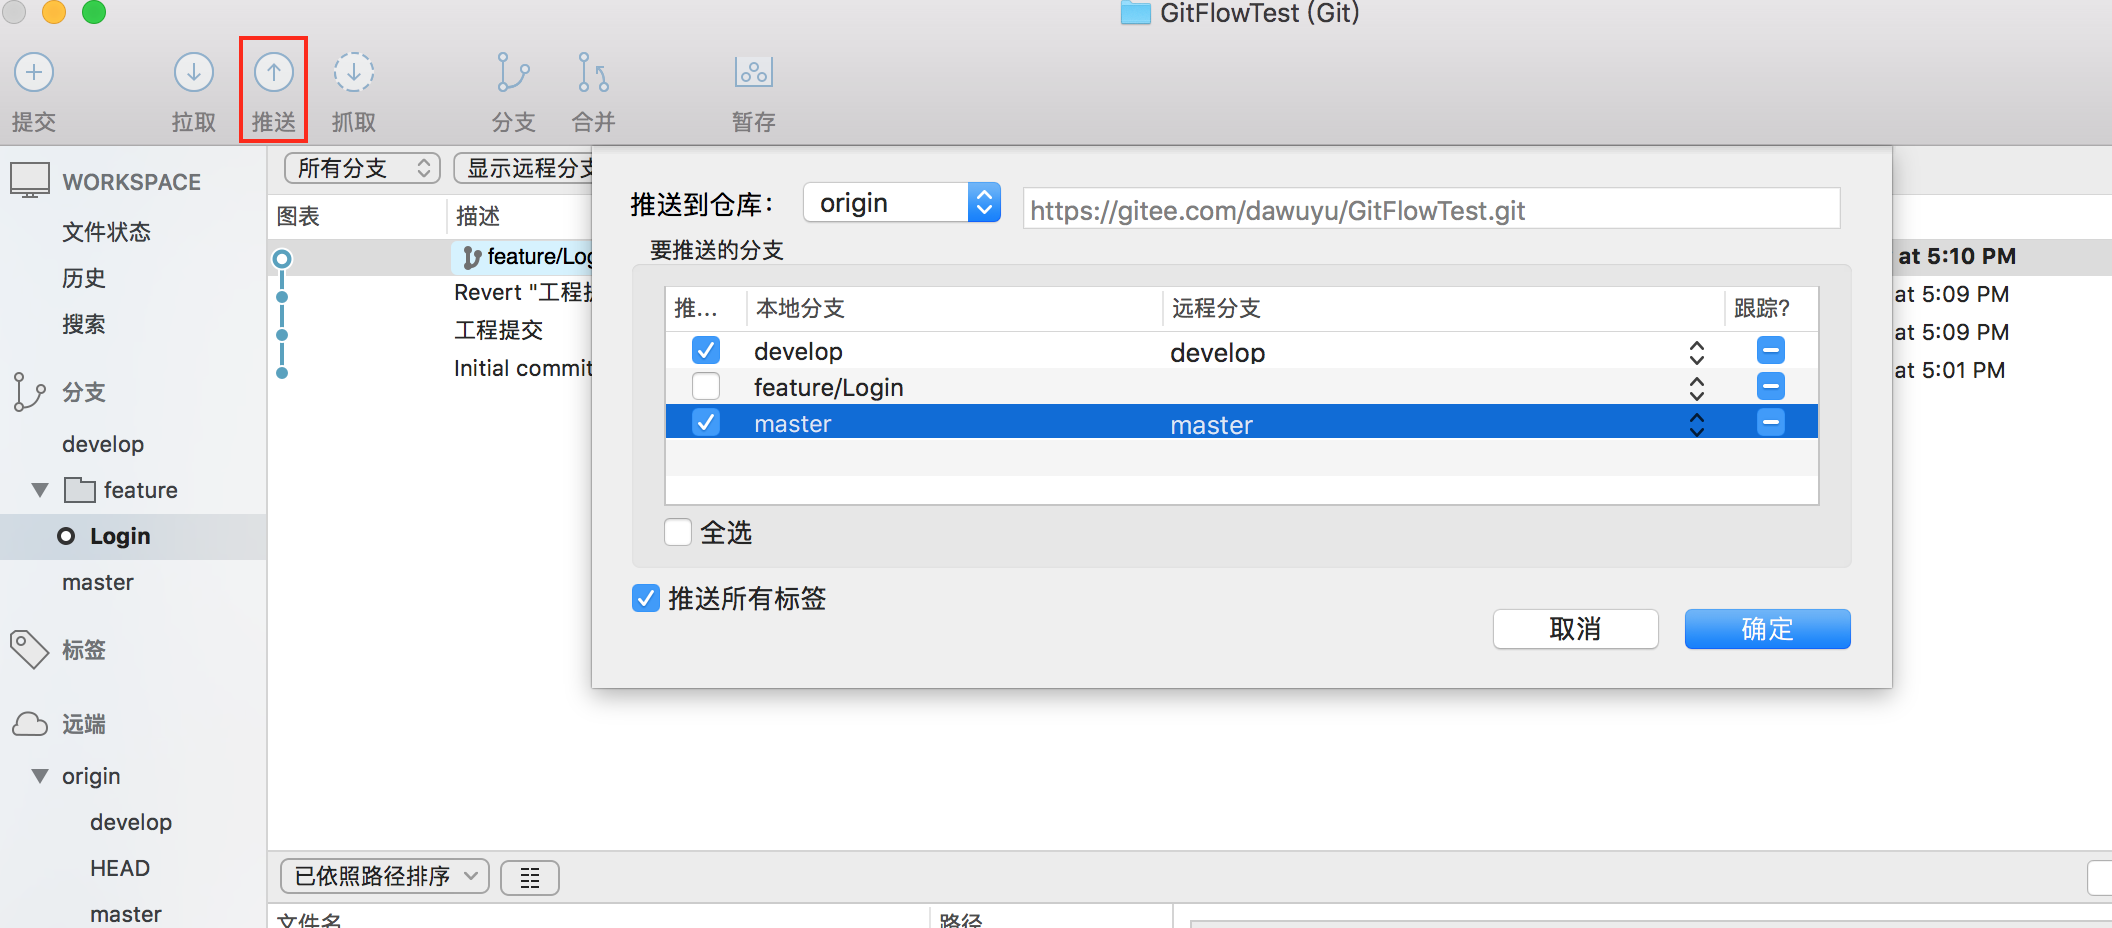 GitFlowTest (Git)
提交
拉取
推送
抓取
分支
合并
暂存
WORKSPACE
文件状态
历史
搜索
分支
develop
feature
Login
master
标签
远端
origin
develop
HEAD
master
所有分支
显示远程分支
图表
描述
feature/Log
Revert "工程
工程提交
Initial commit
at 5:10 PM
at 5:09 PM
at 5:09 PM
at 5:01 PM
推送到仓库： origin https://gitee.com/dawuyu/GitFlowTest.git
要推送的分支
推... 本地分支 远程分支 跟踪?
develop develop
feature/Login
master master
全选
推送所有标签
取消 确定
已依照路径排序
文件名 路径